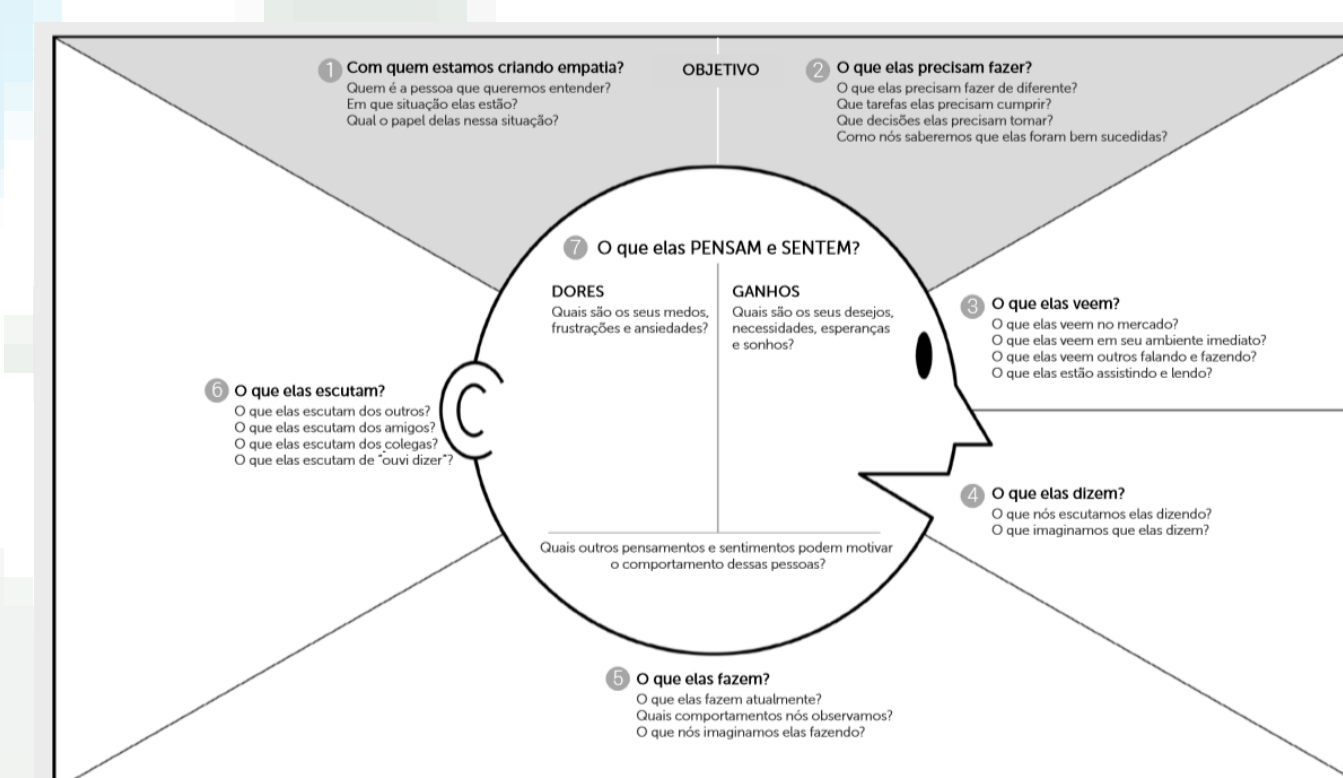 1 Com quem estamos criando empatia?
Quem é a pessoa que queremos entender?
Em que situação elas estão?
Qual o papel delas nessa situação?
OBJETIVO
2 O que elas precisam fazer?
O que elas precisam fazer de diferente?
Que tarefas elas precisam cumprir?
Que decisões elas precisam tomar?
Como nós saberemos que elas foram bem sucedidas?
3 O que elas veem?
O que elas veem no mercado?
O que elas veem em seu ambiente imediato?
O que elas veem outros falando e fazendo?
O que elas estão assistindo e lendo?
4 O que elas dizem?
O que nós escutamos elas dizendo?
O que imaginamos que elas dizem?
5 O que elas fazem?
O que elas fazem atualmente?
Quais comportamentos nós observamos?
O que nós imaginamos elas fazendo?
6 O que elas escutam?
O que elas escutam dos outros?
O que elas escutam dos amigos?
O que elas escutam dos colegas?
O que elas escutam de "ouvi dizer"?
7 O que elas PENSAM e SENTEM?
DORES
Quais são os seus medos,
frustrações e ansiedades?
GANHOS
Quais são os seus desejos,
necessidades, esperanças
e sonhos?
Quais outros pensamentos e sentimentos podem motivar
o comportamento dessas pessoas?